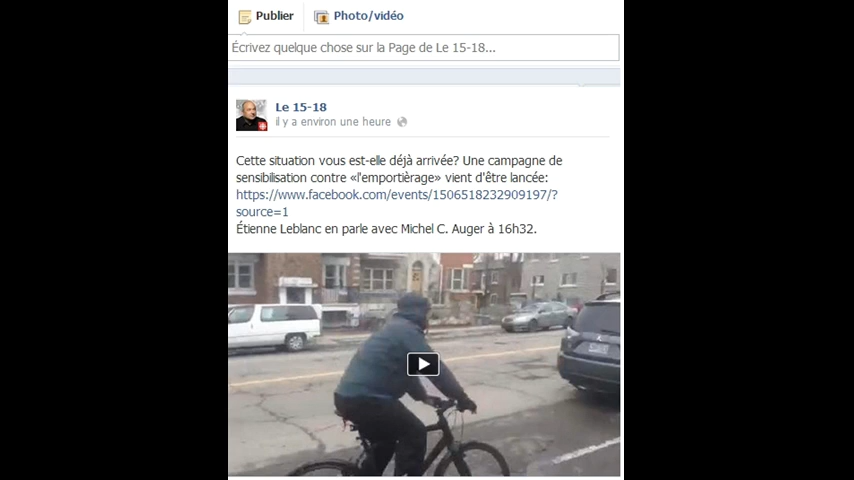 Publier
Photo/vidéo
Écrivez quelque chose sur la Page de Le 15-18...
Le 15-18
il y a environ une heure
Cette situation vous est-elle déjà arrivée? Une campagne de
sensibilisation contre «l'emportièrage» vient d'être lancée:
https://www.facebook.com/events/1506518232909197/?
source=1
Étienne Leblanc en parle avec Michel C. Auger à 16h32.